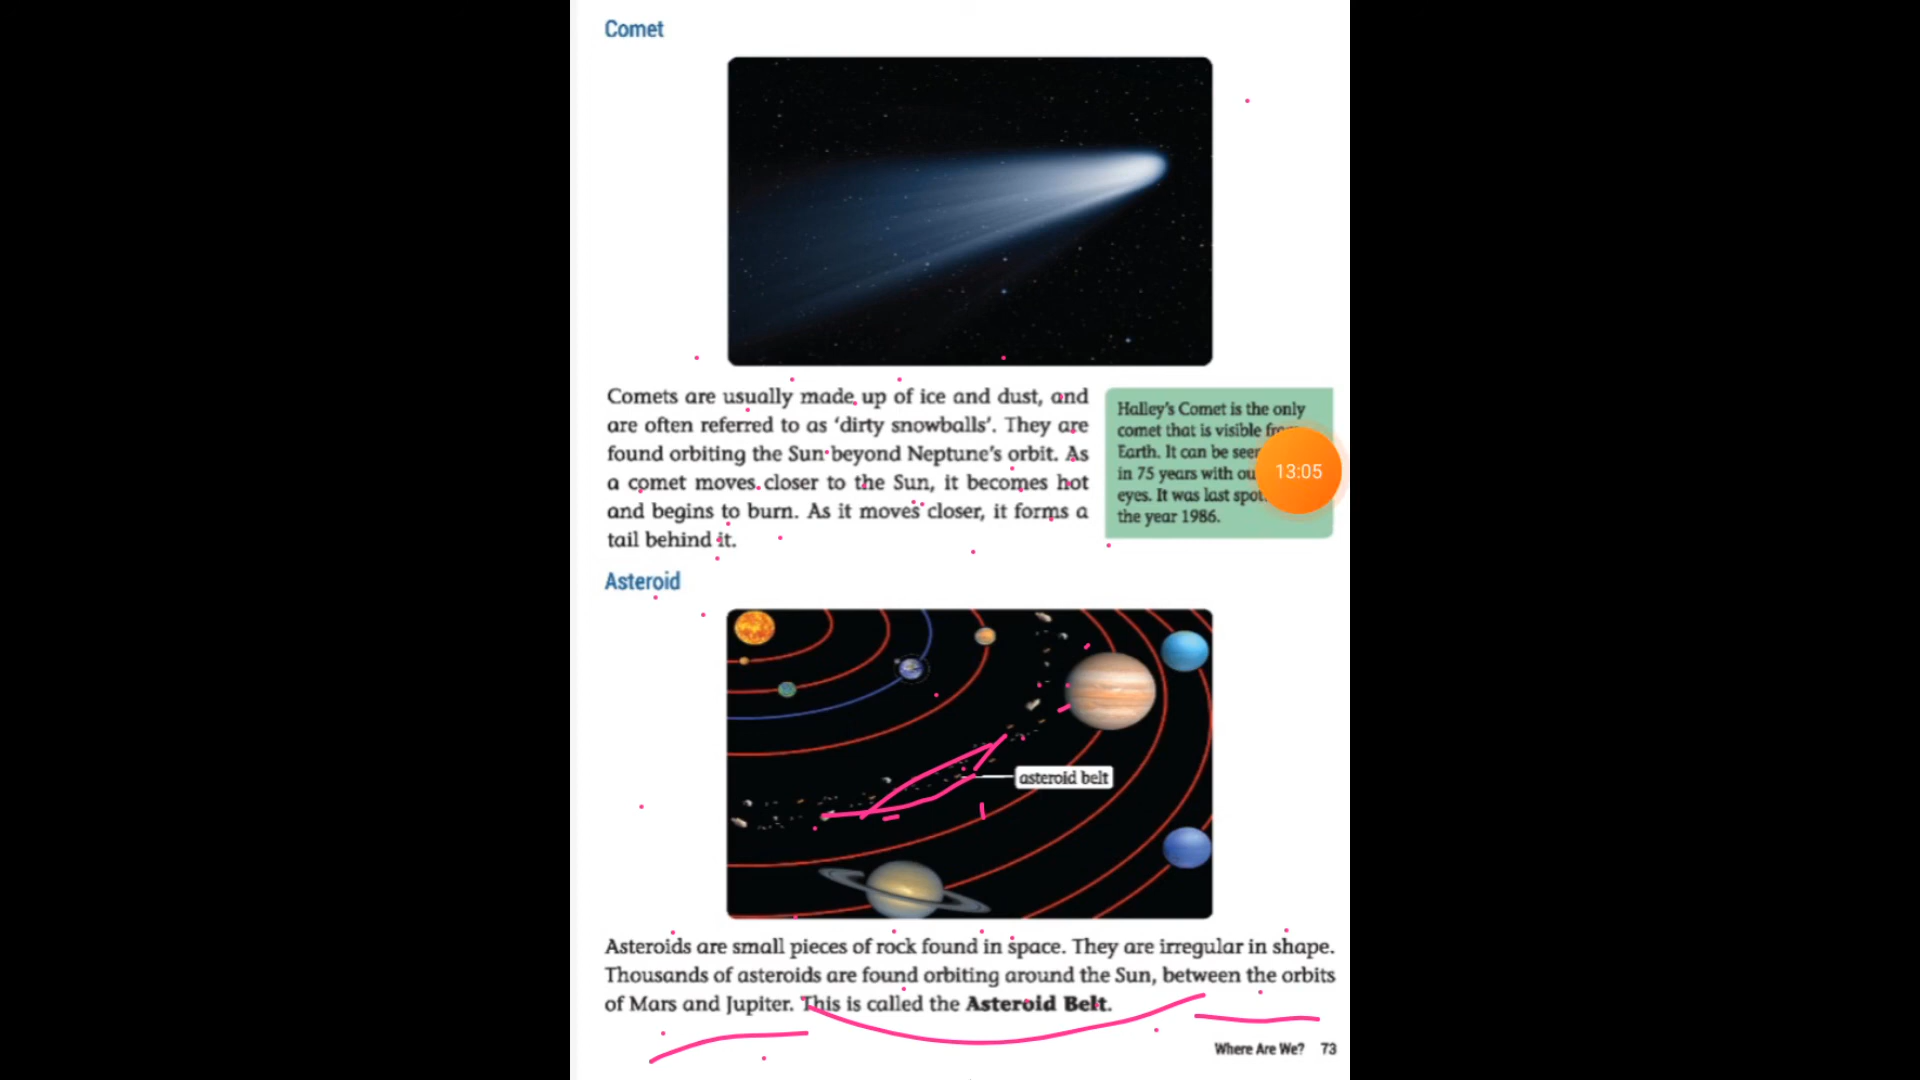 Comet
Comets are usually made up of ice and dust, and
are often referred to as ‘dirty snowballs’. They are
found orbiting the Sun beyond Neptune’s orbit. As
a comet moves closer to the Sun, it becomes hot
and begins to burn. As it moves closer, it forms a
tail behind it.
Halley’s Comet is the only
comet that is visible
Earth. It can be
in 75 years with
eyes. It was last
the year 1986.
13:05
Asteroid
asteroid belt
Asteroids are small pieces of rock found in space. They are irregular in shape.
Thousands of asteroids are found orbiting around the Sun, between the orbits
of Mars and Jupiter. This is called the Asteroid Belt.
Where Are We? 73